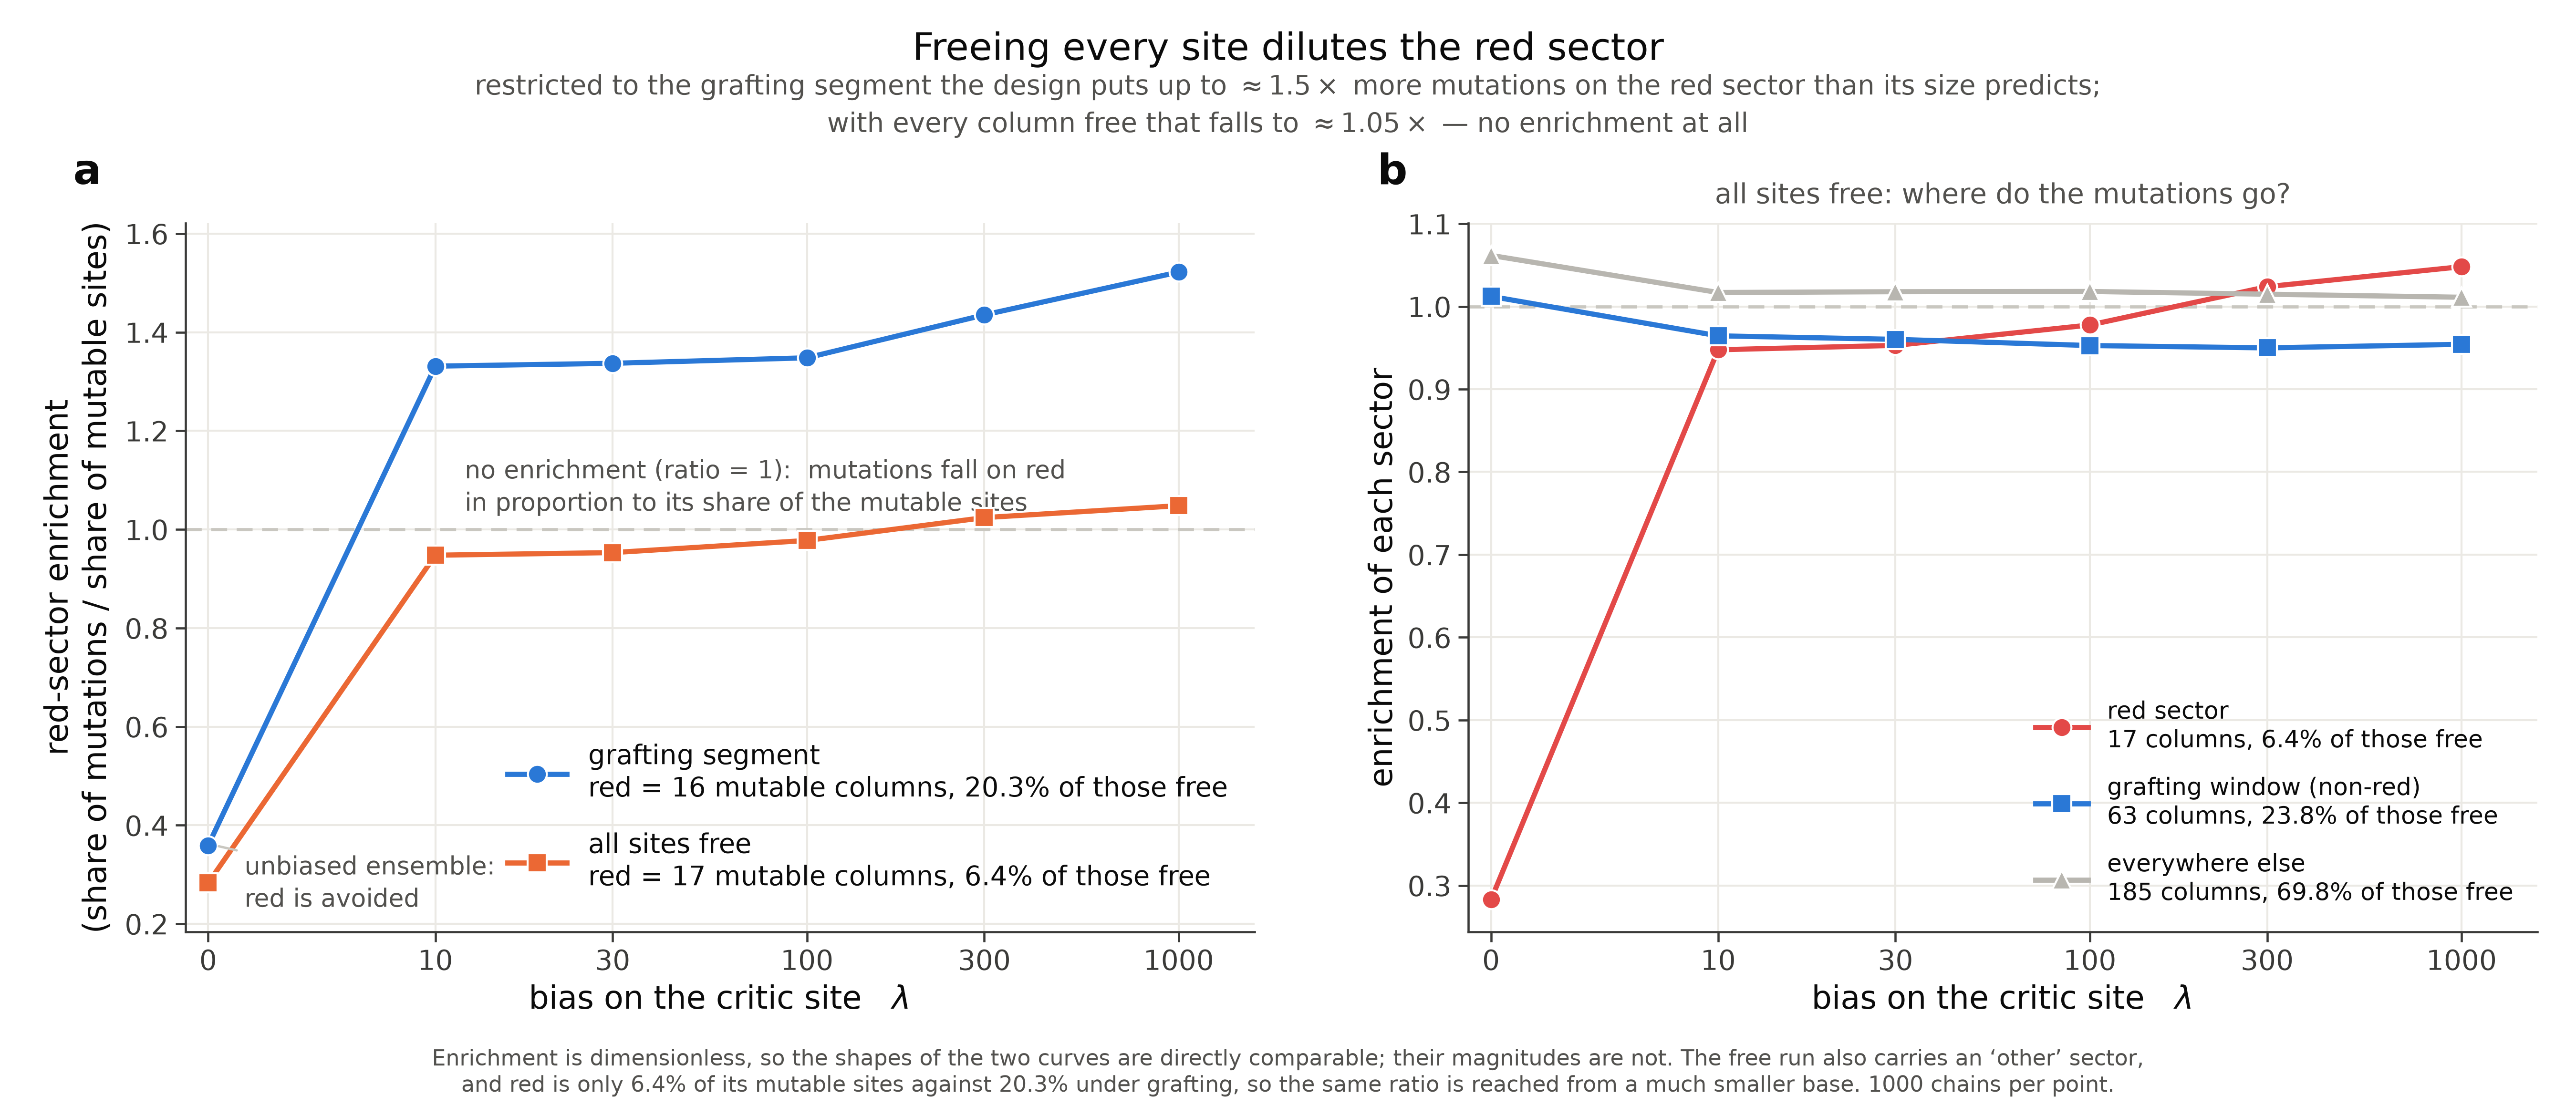 Freeing every site dilutes the red sector
restricted to the grafting segment the design puts up to ≈ 1.5 × more mutations on the red sector than its size predicts;
with every column free that falls to ≈ 1.05 × — no enrichment at all
a
red-sector enrichment
(share of mutations / share of mutable sites)
1.6
1.4
1.2
1.0
0.8
0.6
0.4
0.2
no enrichment (ratio = 1): mutations fall on red
in proportion to its share of the mutable sites
grafting segment
red = 16 mutable columns, 20.3% of those free
all sites free
red = 17 mutable columns, 6.4% of those free
unbiased ensemble:
red is avoided
0 10 30 100 300 1000
bias on the critic site λ
b
all sites free: where do the mutations go?
enrichment of each sector
1.1
1.0
0.9
0.8
0.7
0.6
0.5
0.4
0.3
red sector
17 columns, 6.4% of those free
grafting window (non-red)
63 columns, 23.8% of those free
everywhere else
185 columns, 69.8% of those free
0 10 30 100 300 1000
bias on the critic site λ
Enrichment is dimensionless, so the shapes of the two curves are directly comparable; their magnitudes are not. The free run also carries an ‘other’ sector,
and red is only 6.4% of its mutable sites against 20.3% under grafting, so the same ratio is reached from a much smaller base. 1000 chains per point.